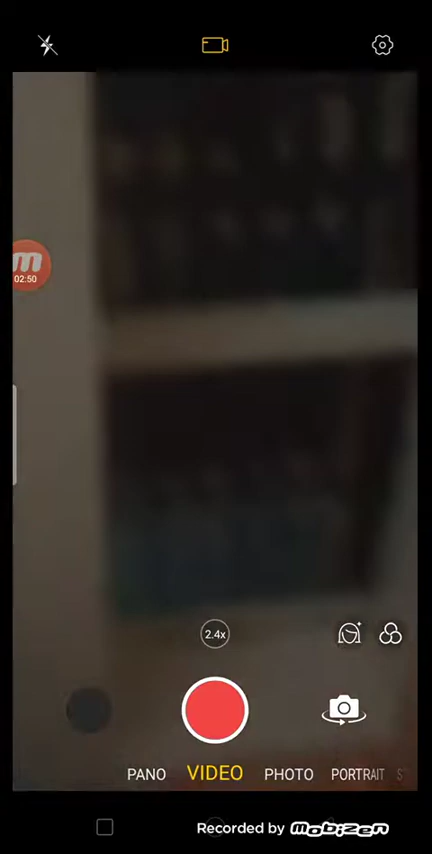 m
02:50
2.4x
PANO VIDEO PHOTO PORTRAIT S
Recorded by mobizen